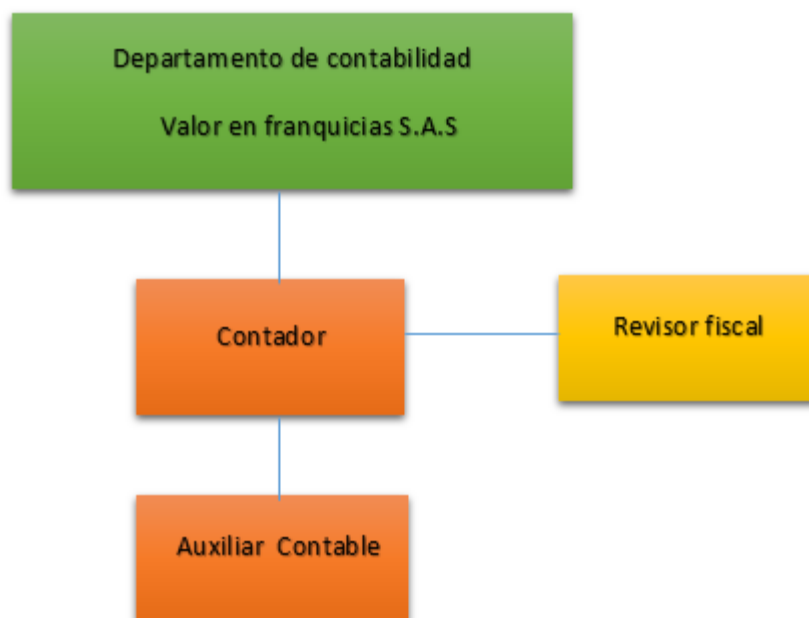 Departamento de contabilidad
Valor en franquicias S.A.S
Contador
Revisor fiscal
Auxiliar Contable